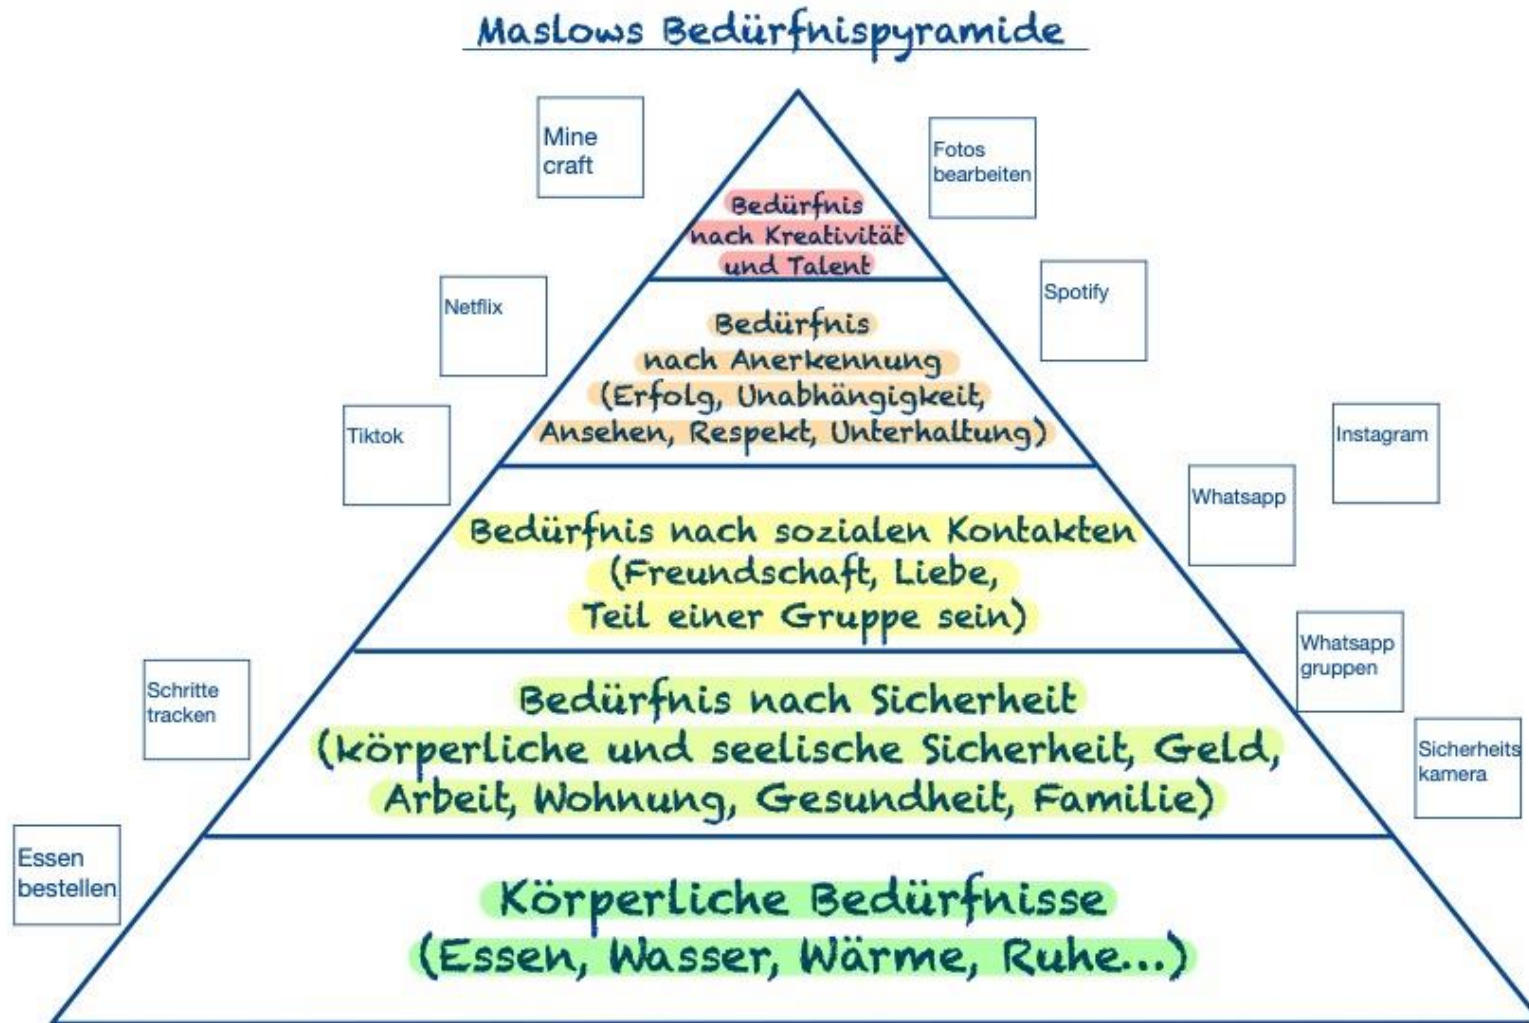 Maslows Bedürfnispyramide
Mine
craft
Fotos
bearbeiten
Bedürfnis
nach Kreativität
und Talent
Netflix
Spotify
Bedürfnis
nach Anerkennung
(Erfolg, Unabhängigkeit,
Ansehen, Respekt, Unterhaltung)
Tiktok
Instagram
Whatsapp
Bedürfnis nach sozialen Kontakten
(Freundschaft, Liebe,
Teil einer Gruppe sein)
Whatsapp
gruppen
Schritte
tracken
Bedürfnis nach Sicherheit
(körperliche und seelische Sicherheit, Geld,
Arbeit, Wohnung, Gesundheit, Familie)
Sicherheits
kamera
Essen
bestellen
Körperliche Bedürfnisse
(Essen, Wasser, Wärme, Ruhe...)